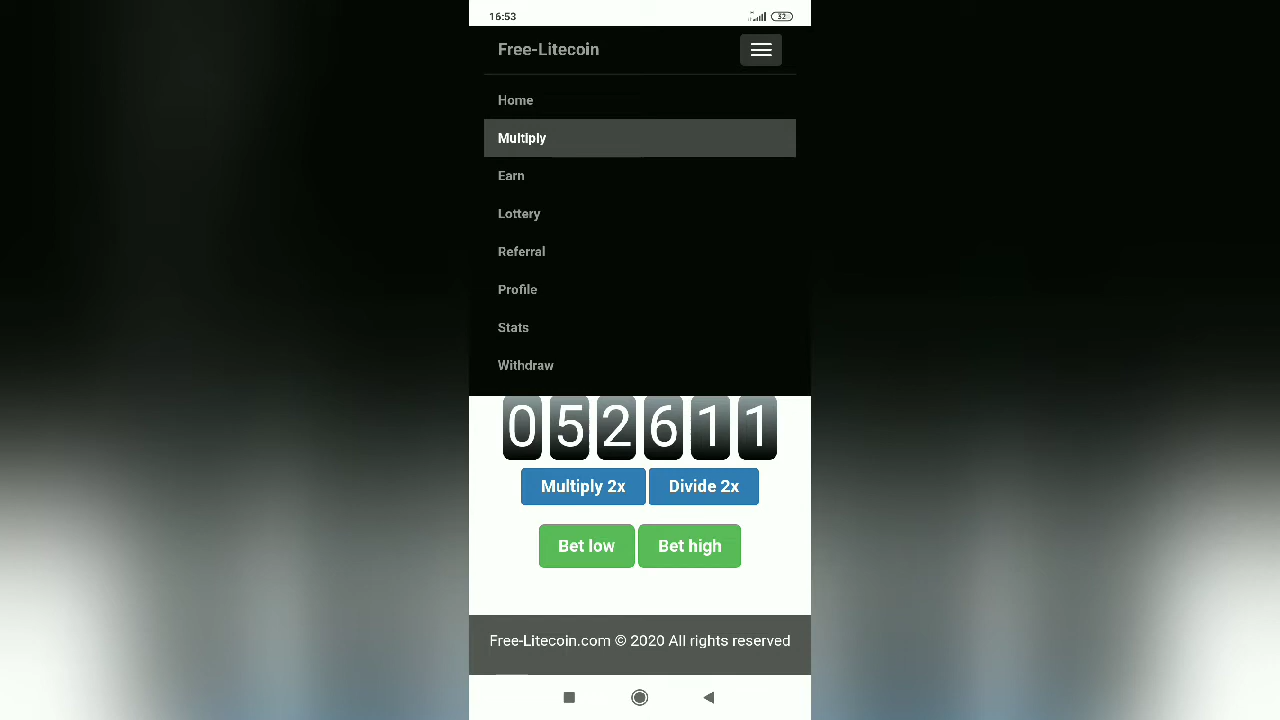 16:53
32
Free-Litecoin
Home
Multiply
Earn
Lottery
Referral
Profile
Stats
Withdraw
052611
Multiply 2x Divide 2x
Bet low Bet high
Free-Litecoin.com © 2020 All rights reserved